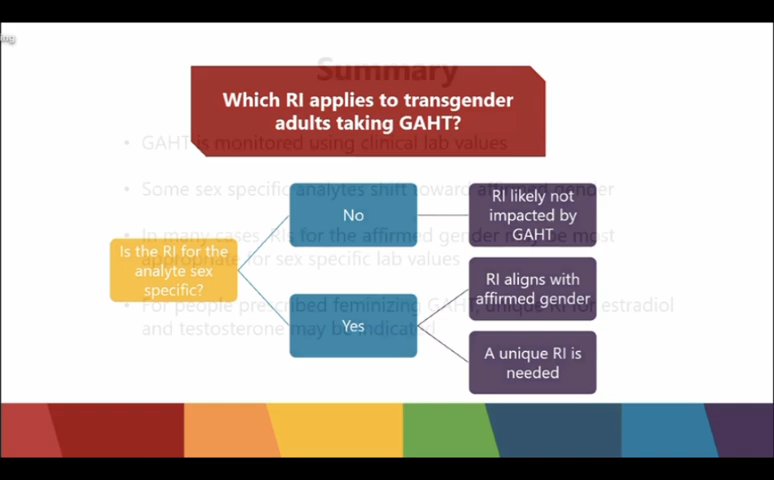 ing
Summary
Which RI applies to transgender
adults taking GAHT?
• GAHT is monitored using clinical lab values
• Some sex specific analytes shift toward affirmed gender
• In many cases, RIs for the affirmed gender may be most
appropriate for sex specific lab values
• For people prescribed feminizing GAHT, unique RI for estradiol
and testosterone may be indicated
Is the RI for the
analyte sex
specific?
No
RI likely not
impacted by
GAHT
Yes
RI aligns with
affirmed gender
A unique RI is
needed